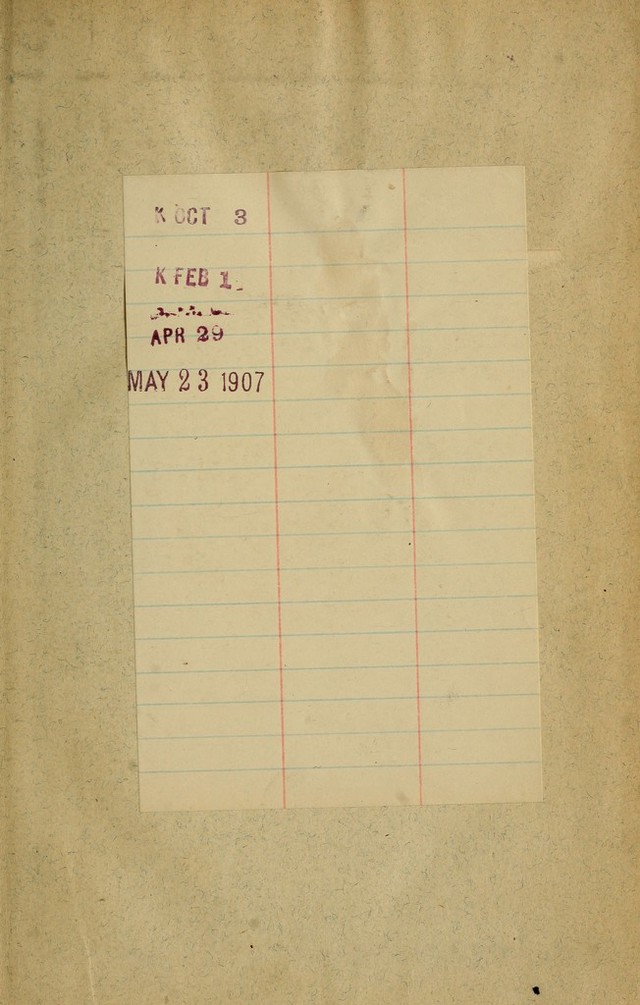 K OCT 3
K FEB 1
APR 29
MAY 23 1907